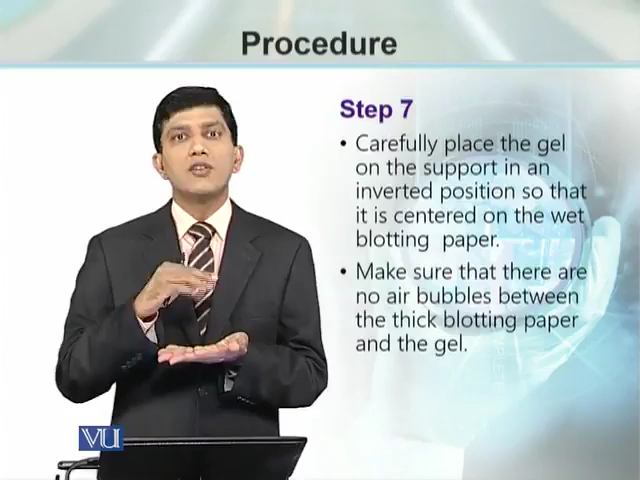 Procedure
Step 7
• Carefully place the gel
on the support in an
inverted position so that
it is centered on the wet
blotting paper.
• Make sure that there are
no air bubbles between
the thick blotting paper
and the gel.
VU